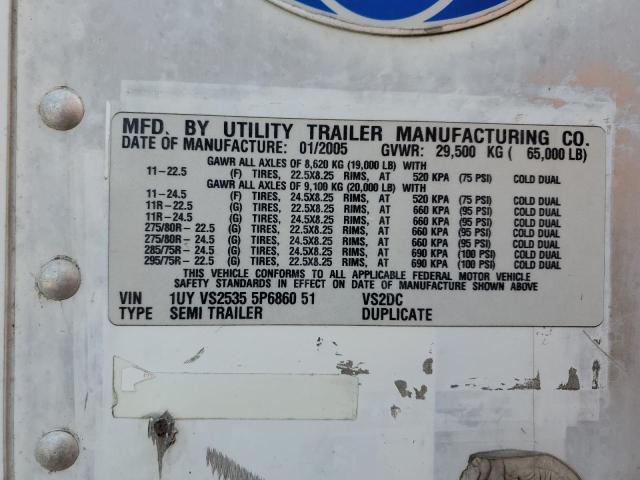 MFD. BY UTILITY TRAILER MANUFACTURING CO.
DATE OF MANUFACTURE: 01/2005 GVWR: 29,500 KG ( 65,000 LB)
GAWR ALL AXLES OF 8,620 KG (19,000 LB) WITH
11-22.5 (F) TIRES, 22.5X8.25 RIMS, AT 520 KPA (75 PSI) COLD DUAL
GAWR ALL AXLES OF 9,100 KG (20,000 LB) WITH
11-24.5 (F) TIRES, 24.5X8.25 RIMS, AT 520 KPA (75 PSI) COLD DUAL
11R-22.5 (G) TIRES, 22.5X8.25 RIMS, AT 660 KPA (95 PSI) COLD DUAL
11R-24.5 (G) TIRES, 24.5X8.25 RIMS, AT 660 KPA (95 PSI) COLD DUAL
275/80R-22.5 (G) TIRES, 22.5X8.25 RIMS, AT 660 KPA (95 PSI) COLD DUAL
275/80R-24.5 (G) TIRES, 24.5X8.25 RIMS, AT 660 KPA (95 PSI) COLD DUAL
285/75R-24.5 (G) TIRES, 24.5X8.25 RIMS, AT 690 KPA (100 PSI) COLD DUAL
295/75R-22.5 (G) TIRES, 22.5X8.25 RIMS, AT 690 KPA (100 PSI) COLD DUAL
THIS VEHICLE CONFORMS TO ALL APPLICABLE FEDERAL MOTOR VEHICLE
SAFETY STANDARDS IN EFFECT ON DATE OF MANUFACTURE SHOWN ABOVE
VIN 1UY VS2535 5P6860 51 VS2DC
TYPE SEMI TRAILER DUPLICATE